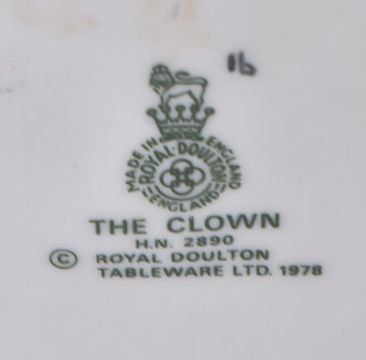 16
MADE IN ENGLAND
ROYAL·DOULTON
ENGLAND
THE CLOWN
H.N. 2890
© ROYAL DOULTON
TABLEWARE LTD. 1978